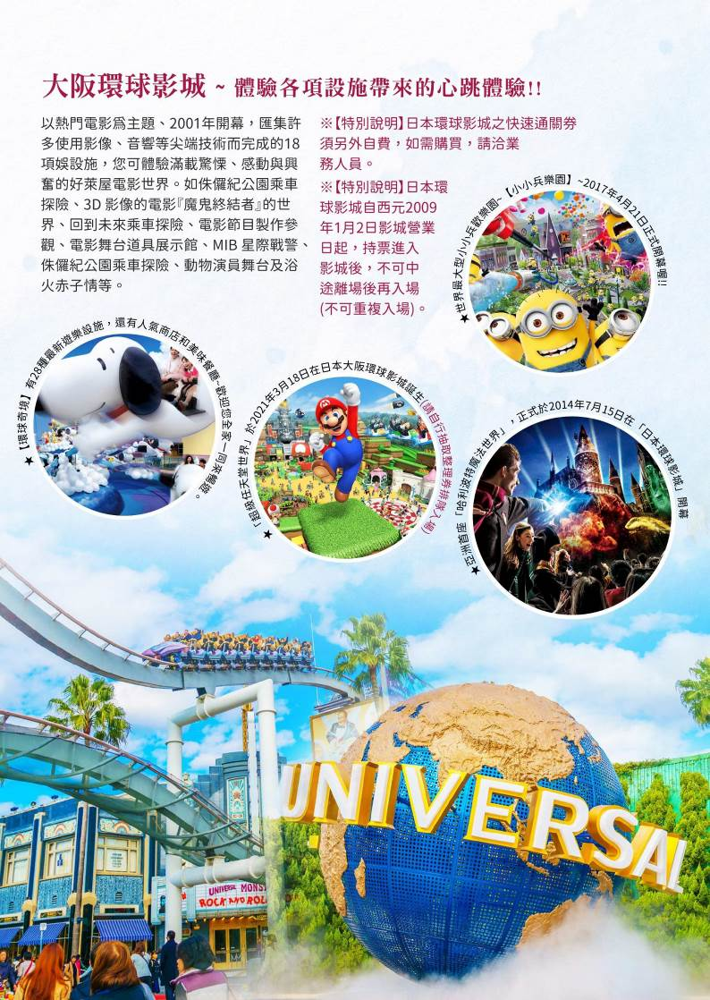 大阪環球影城 ~ 體驗各項設施帶來的心跳體驗!!
以熱門電影爲主題、2001年開幕，匯集許
多使用影像、音響等尖端技術而完成的18
項娛設施，您可體驗滿載驚慄、感動與興
奮的好萊屋電影世界。如侏儸紀公園乘車
探險、3D 影像的電影『魔鬼終結者』的世
界、回到未來乘車探險、電影節目製作參
觀、電影舞台道具展示館、MIB 星際戰警、
侏儸紀公園乘車探險、動物演員舞台及浴
火赤子情等。
※【特別說明】日本環球影城之快速通關券
須另外自費，如需購買，請洽業
務人員。
※【特別說明】日本環
球影城自西元2009
年1月2日影城營業
日起，持票進入
影城後，不可中
途離場後再入場
(不可重複入場)。
★世界最大型小小兵歡樂園~【小小兵樂園】~2017年4月21日正式開幕喔!!
★【環球奇境】有28種最新遊樂設施，還有人氣商店和美味餐廳~歡迎您全家一同來暢遊。
★「超級任天堂世界」於2021年3月18日在日本大阪環球影城誕生(請自行抽取整理券排隊入場)
★亞洲首座「哈利波特魔法世界」，正式於2014年7月15日在「日本環球影城」開幕
UNIVERSAL
UNIVERSAL MONS
ROCK AND ROLL